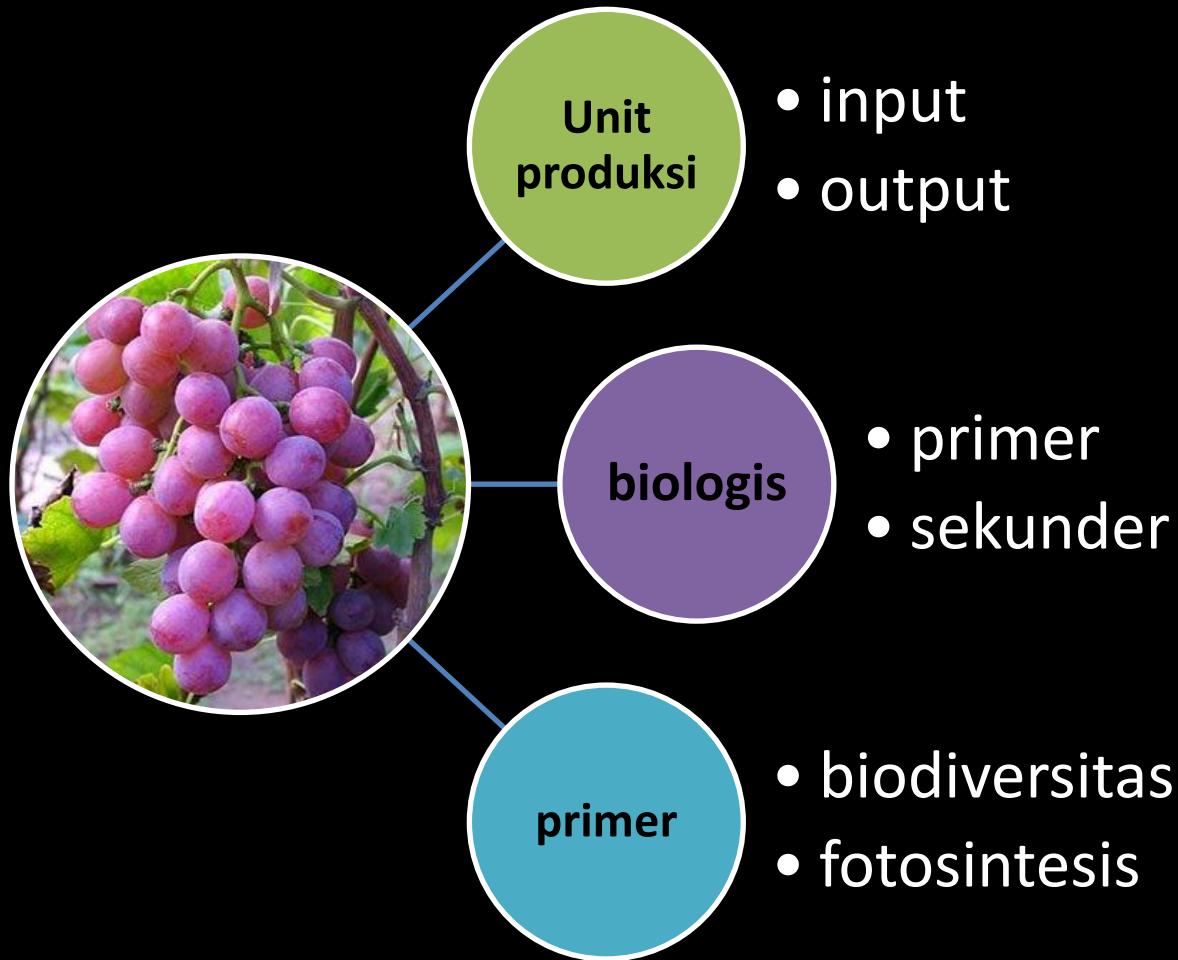 Unit
produksi
• input
• output
biologis
• primer
• sekunder
primer
• biodiversitas
• fotosintesis